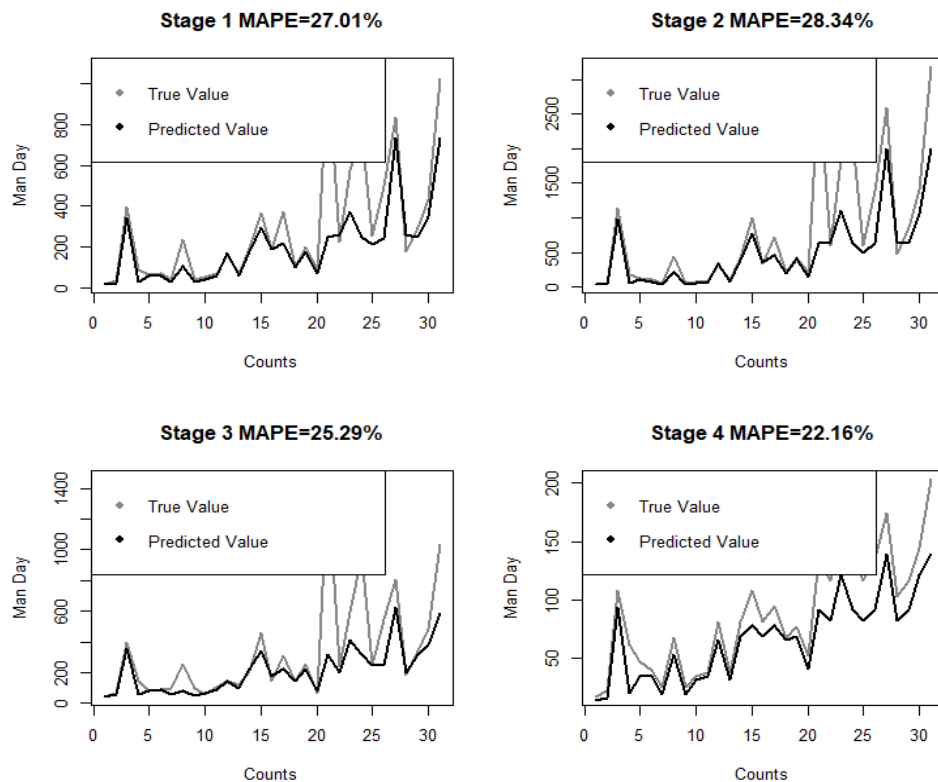 Stage 1 MAPE=27.01%
Man Day
0 200 400 600 800
True Value
Predicted Value
0 5 10 15 20 25 30
Counts
Stage 2 MAPE=28.34%
Man Day
0 500 1500 2500
True Value
Predicted Value
0 5 10 15 20 25 30
Counts
Stage 3 MAPE=25.29%
Man Day
0 200 600 1000 1400
True Value
Predicted Value
0 5 10 15 20 25 30
Counts
Stage 4 MAPE=22.16%
Man Day
50 100 150 200
True Value
Predicted Value
0 5 10 15 20 25 30
Counts